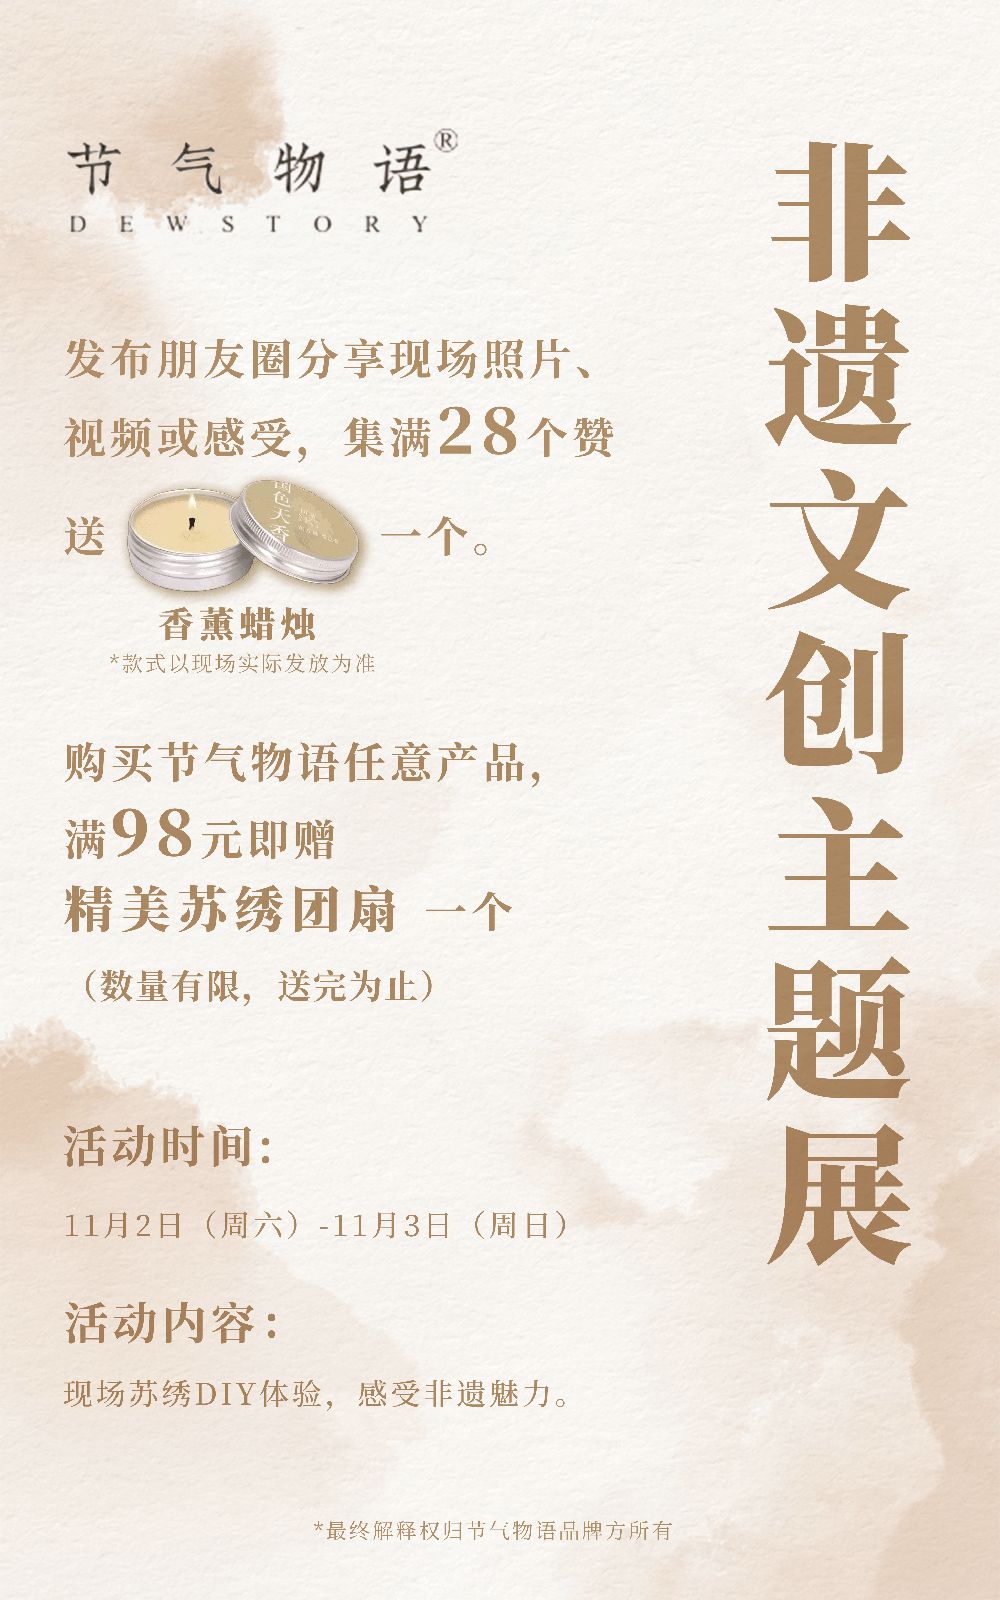 节气物语®
DEWSTORY
非遗文创主题展
发布朋友圈分享现场照片、
视频或感受，集满28个赞
送
国色天香
一个。
香薰蜡烛
*款式以现场实际发放为准
购买节气物语任意产品，
满98元即赠
精美苏绣团扇 一个
（数量有限，送完为止）
活动时间：
11月2日（周六）-11月3日（周日）
活动内容：
现场苏绣DIY体验，感受非遗魅力。
*最终解释权归节气物语品牌方所有